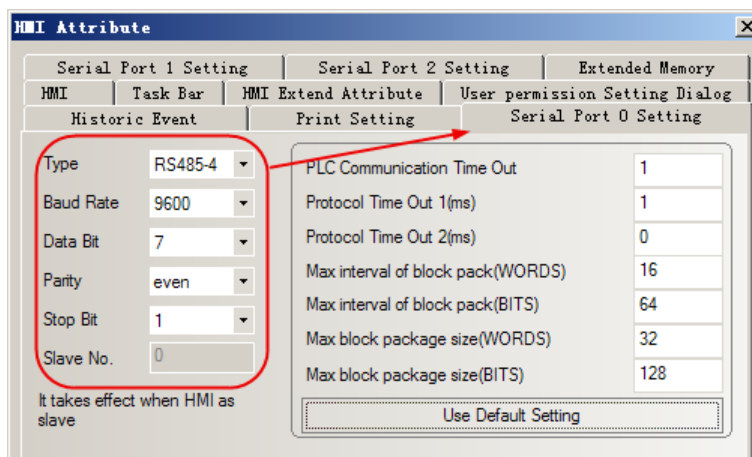 HMI Attribute
Serial Port 1 Setting
Serial Port 2 Setting
Extended Memory
HMI
Task Bar
HMI Extend Attribute
User permission Setting Dialog
Historic Event
Print Setting
Serial Port 0 Setting
Type
RS485-4
Baud Rate
9600
Data Bit
7
Parity
even
Stop Bit
1
Slave No.
0
It takes effect when HMI as
slave
PLC Communication Time Out
1
Protocol Time Out 1(ms)
1
Protocol Time Out 2(ms)
0
Max interval of block pack(WORDS)
16
Max interval of block pack(BITS)
64
Max block package size(WORDS)
32
Max block package size(BITS)
128
Use Default Setting